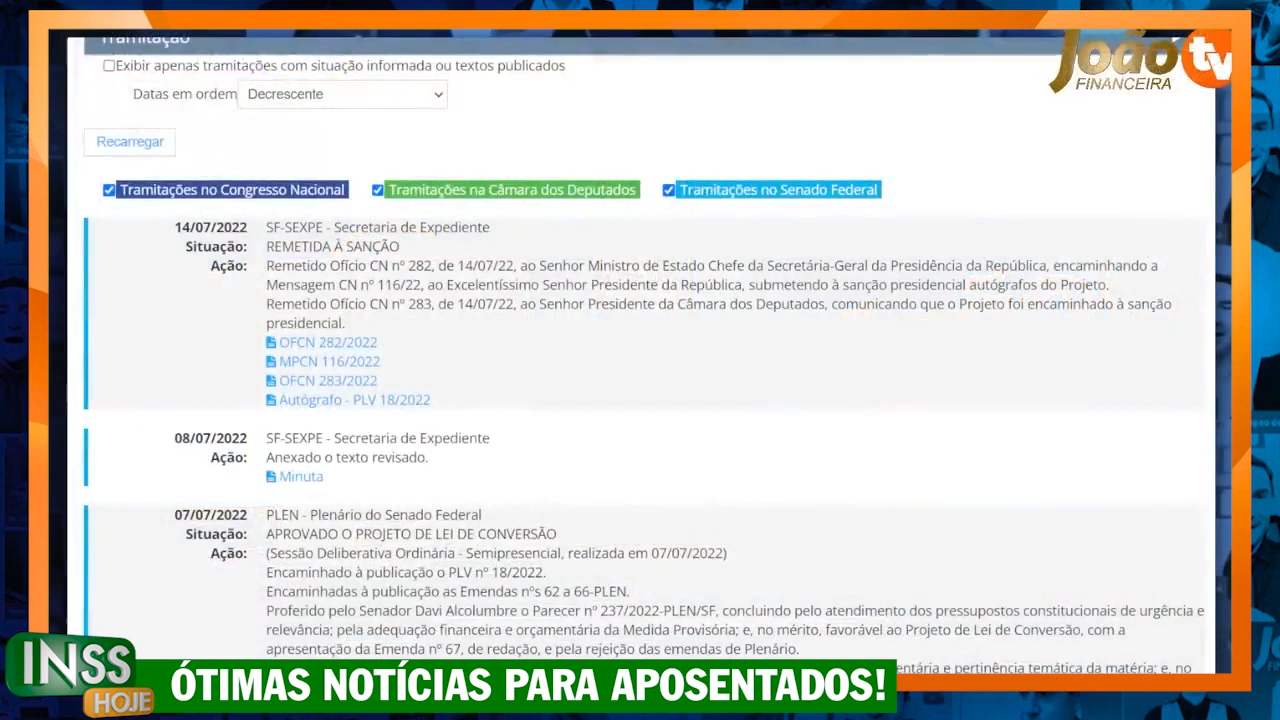 Tramitação
João tv
FINANCEIRA
Exibir apenas tramitações com situação informada ou textos publicados
Datas em ordem Decrescente
Recarregar
Tramitações no Congresso Nacional Tramitações na Câmara dos Deputados Tramitações no Senado Federal
14/07/2022 SF-SEXPE - Secretaria de Expediente
Situação: REMETIDA À SANÇÃO
Ação: Remetido Ofício CN nº 282, de 14/07/22, ao Senhor Ministro de Estado Chefe da Secretária-Geral da Presidência da República, encaminhando a
Mensagem CN nº 116/22, ao Excelentíssimo Senhor Presidente da República, submetendo à sanção presidencial autógrafos do Projeto.
Remetido Ofício CN nº 283, de 14/07/22, ao Senhor Presidente da Câmara dos Deputados, comunicando que o Projeto foi encaminhado à sanção
presidencial.
OFCN 282/2022
MPCN 116/2022
OFCN 283/2022
Autógrafo - PLV 18/2022
08/07/2022 SF-SEXPE - Secretaria de Expediente
Ação: Anexado o texto revisado.
Minuta
07/07/2022 PLEN - Plenário do Senado Federal
Situação: APROVADO O PROJETO DE LEI DE CONVERSÃO
Ação: (Sessão Deliberativa Ordinária - Semipresencial, realizada em 07/07/2022)
Encaminhado à publicação o PLV nº 18/2022.
Encaminhadas à publicação as Emendas nºs 62 a 66-PLEN.
Proferido pelo Senador Davi Alcolumbre o Parecer nº 237/2022-PLEN/SF, concluindo pelo atendimento dos pressupostos constitucionais de urgência e
relevância; pela adequação financeira e orçamentária da Medida Provisória; e, no mérito, favorável ao Projeto de Lei de Conversão, com a
apresentação da Emenda nº 67, de redação, e pela rejeição das emendas de Plenário.
entária e pertinência temática da matéria; e, no
INSS
HOJE
ÓTIMAS NOTÍCIAS PARA APOSENTADOS!